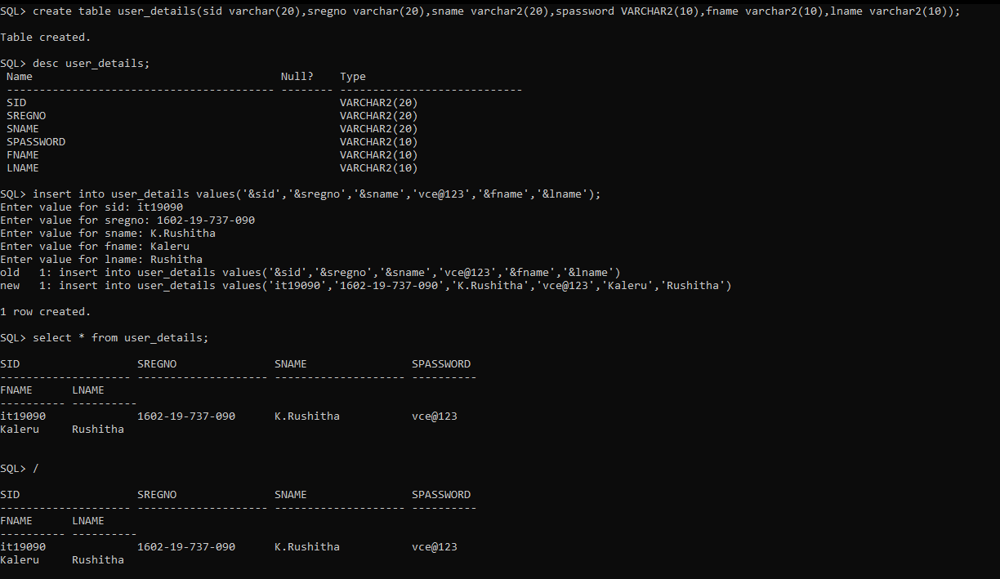 SQL> create table user_details(sid varchar(20),sregno varchar(20),sname varchar2(20),spassword VARCHAR2(10),fname varchar2(10),lname varchar2(10));
Table created.
SQL> desc user_details;
Name Null? Type
----------------------------------------- -------- ----------------------------
SID VARCHAR2(20)
SREGNO VARCHAR2(20)
SNAME VARCHAR2(20)
SPASSWORD VARCHAR2(10)
FNAME VARCHAR2(10)
LNAME VARCHAR2(10)
SQL> insert into user_details values('&sid','&sregno','&sname','vce@123','&fname','&lname');
Enter value for sid: it19090
Enter value for sregno: 1602-19-737-090
Enter value for sname: K.Rushitha
Enter value for fname: Kaleru
Enter value for lname: Rushitha
old 1: insert into user_details values('&sid','&sregno','&sname','vce@123','&fname','&lname')
new 1: insert into user_details values('it19090','1602-19-737-090','K.Rushitha','vce@123','Kaleru','Rushitha')
1 row created.
SQL> select * from user_details;
SID SREGNO SNAME SPASSWORD
-------------------- -------------------- -------------------- ----------
FNAME LNAME
---------- ----------
it19090 1602-19-737-090 K.Rushitha vce@123
Kaleru Rushitha
SQL> /
SID SREGNO SNAME SPASSWORD
-------------------- -------------------- -------------------- ----------
FNAME LNAME
---------- ----------
it19090 1602-19-737-090 K.Rushitha vce@123
Kaleru Rushitha